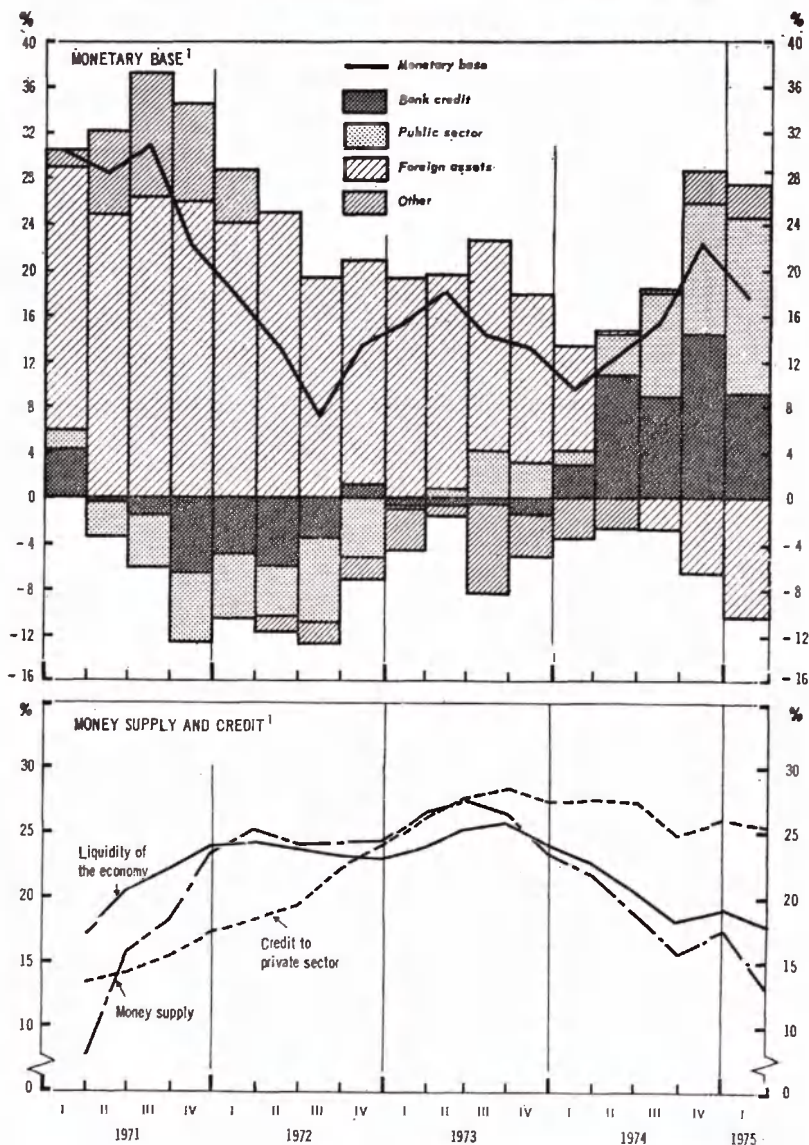 % %
40 40
MONETARY BASE 1
36 36
32 32
28 28
24 24
20 20
16 16
12 12
8 8
4 4
0 0
- 4 - 4
- 8 - 8
- 12 - 12
- 16 - 16
Monetary base
Bank credit
Public sector
Foreign assets
Other
% %
MONEY SUPPLY AND CREDIT 1
30 30
25 25
20 20
15 15
10 10
0 0
Liquidity of
the economy
Credit to
private sector
Money supply
I II III IV I II III IV I II III IV I II III IV I
1971 1972 1973 1974 1975